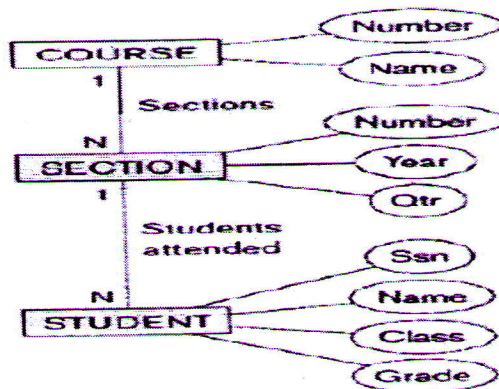 Number
COURSE
Name
1
Sections
Number
N
SECTION
Year
1
Qtr
Students
attended
Ssn
N
Name
STUDENT
Class
Grade